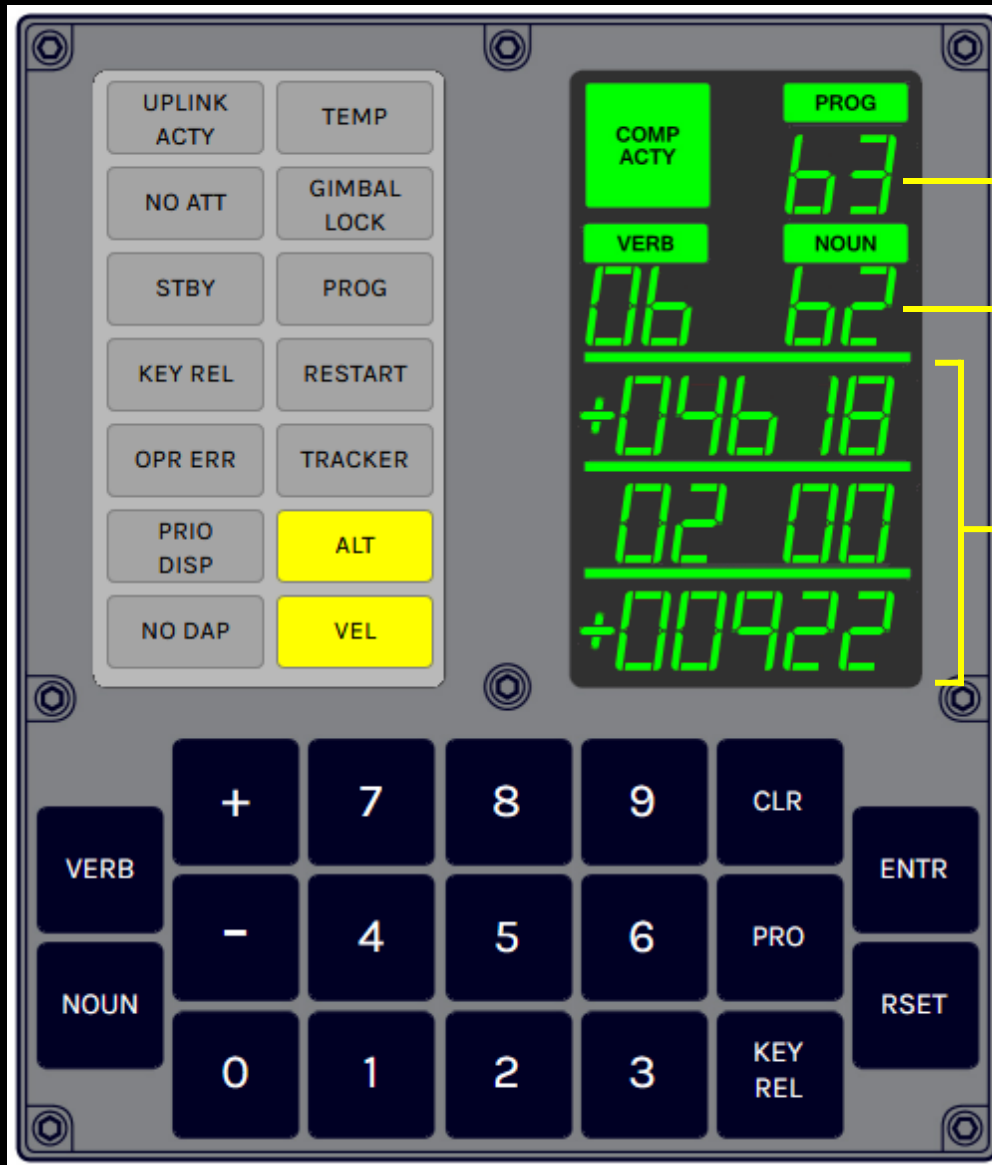 UPLINK
ACTY
TEMP
NO ATT
GIMBAL
LOCK
STBY
PROG
KEY REL
RESTART
OPR ERR
TRACKER
PRIO
DISP
ALT
NO DAP
VEL
COMP
ACTY
PROG
63
VERB
NOUN
06 62
+04618
02 00
+00922
+ 7 8 9 CLR
VERB
ENTR
- 4 5 6 PRO
NOUN
RSET
0 1 2 3 KEY
REL